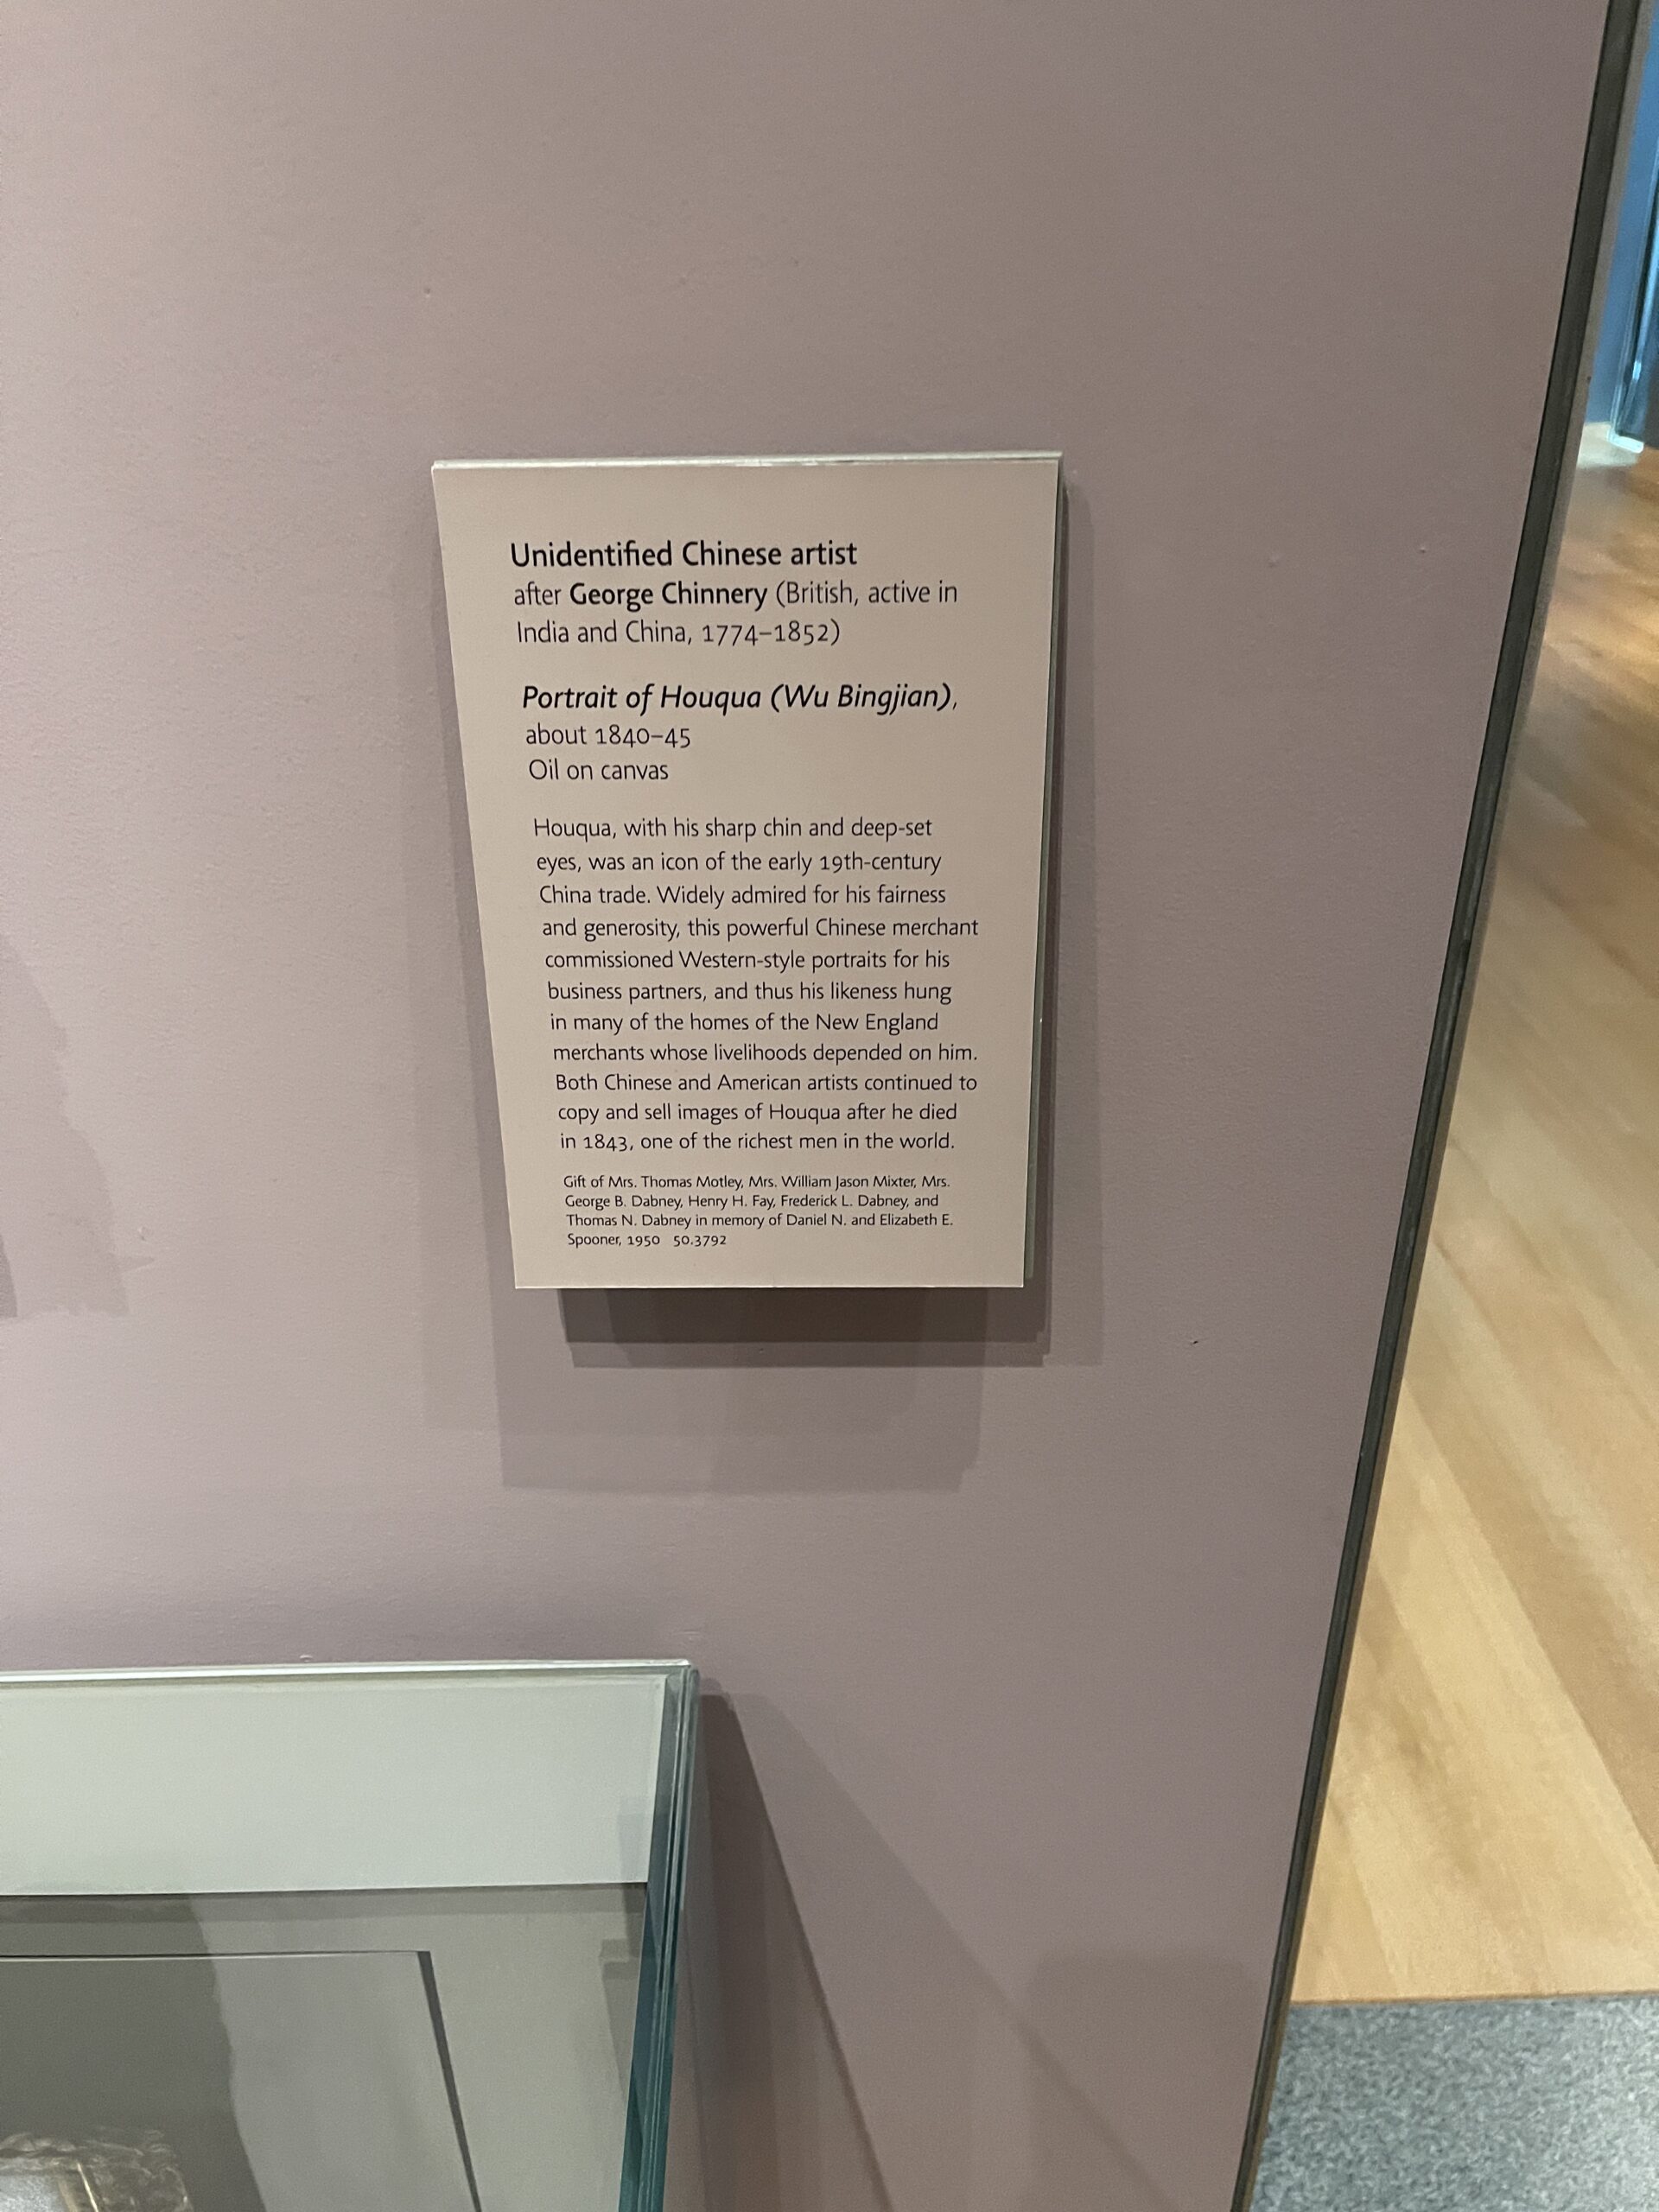 Unidentified Chinese artist
after George Chinnery (British, active in
India and China, 1774–1852)
Portrait of Houqua (Wu Bingjian),
about 1840–45
Oil on canvas
Houqua, with his sharp chin and deep-set
eyes, was an icon of the early 19th-century
China trade. Widely admired for his fairness
and generosity, this powerful Chinese merchant
commissioned Western-style portraits for his
business partners, and thus his likeness hung
in many of the homes of the New England
merchants whose livelihoods depended on him.
Both Chinese and American artists continued to
copy and sell images of Houqua after he died
in 1843, one of the richest men in the world.
Gift of Mrs. Thomas Motley, Mrs. William Jason Mixter, Mrs.
George B. Dabney, Henry H. Fay, Frederick L. Dabney, and
Thomas N. Dabney in memory of Daniel N. and Elizabeth E.
Spooner, 1950 50.3792